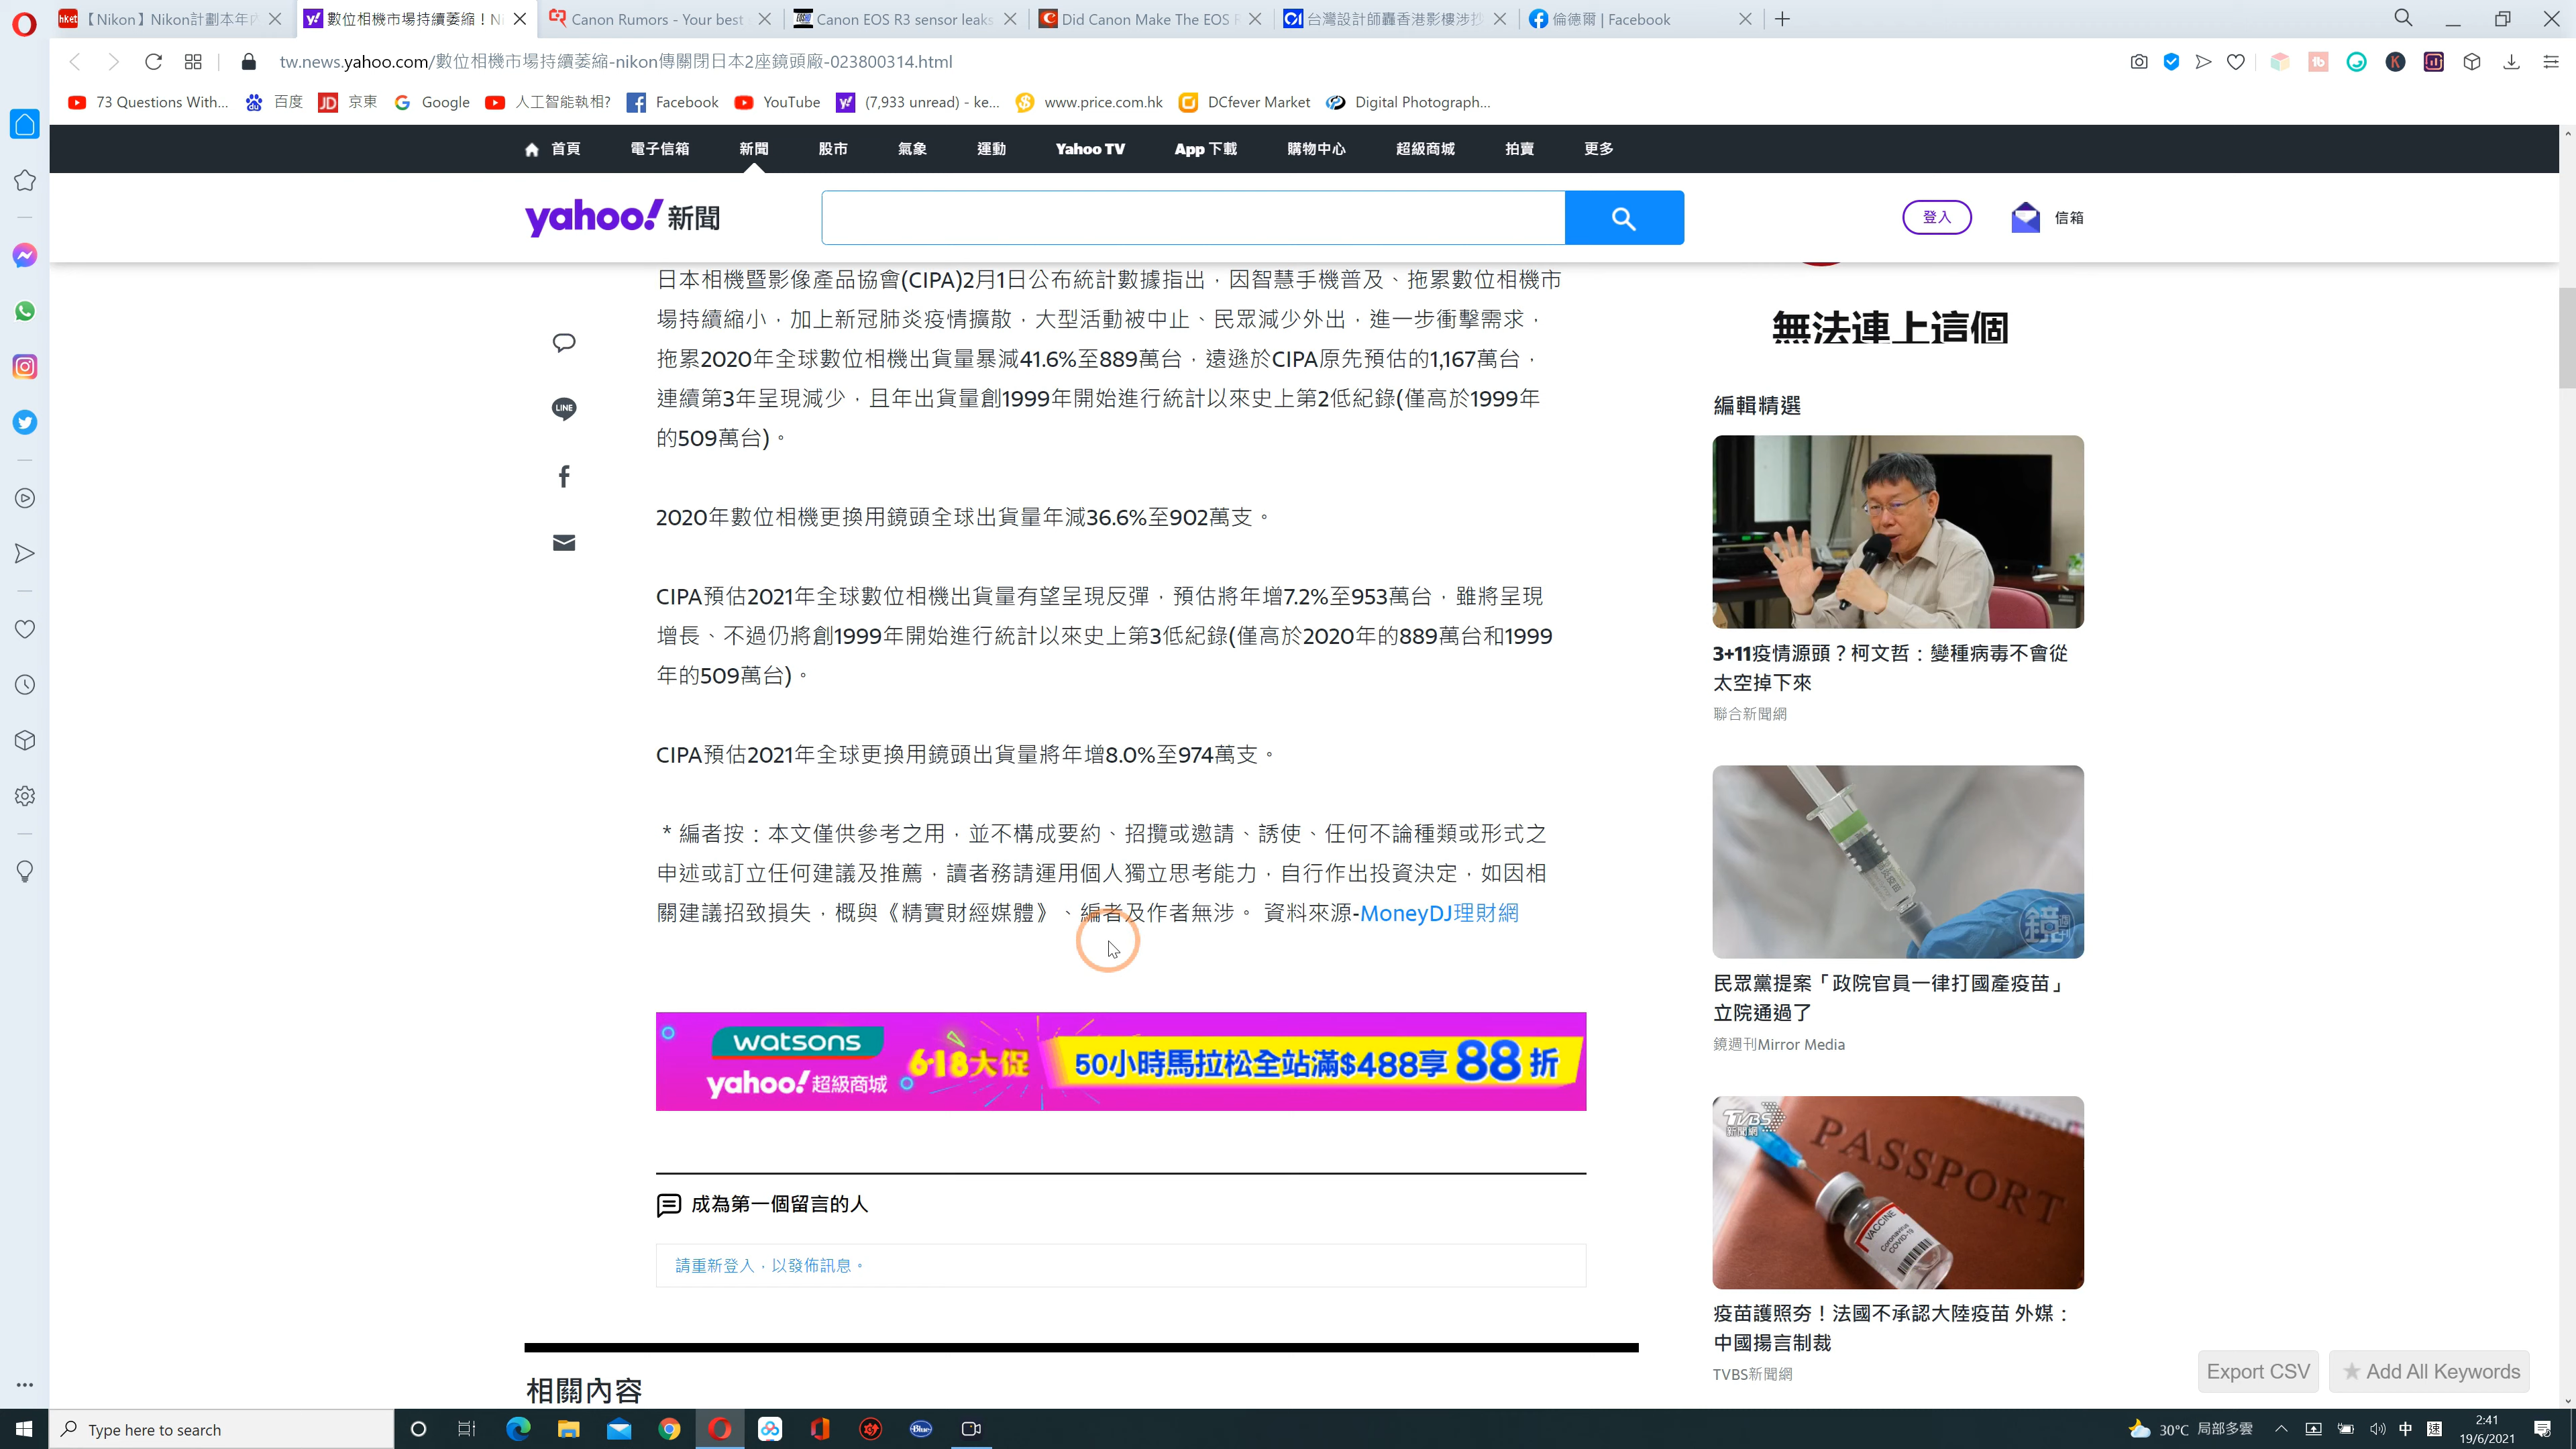 【Nikon】Nikon計劃本年內
數位相機市場持續萎縮！Ni
Canon Rumors - Your best
Canon EOS R3 sensor leaks
Did Canon Make The EOS R
台灣設計師轟香港影樓涉抄
倫德爾 | Facebook
tw.news.yahoo.com/數位相機市場持續萎縮-nikon傳關閉日本2座鏡頭廠-023800314.html
73 Questions With...
百度
JD 京東
Google
人工智能執相?
Facebook
YouTube
(7,933 unread) - ke...
www.price.com.hk
DCfever Market
Digital Photograph...
首頁 電子信箱 新聞 股市 氣象 運動 Yahoo TV App 下載 購物中心 超級商城 拍賣 更多
yahoo!新聞
登入
信箱
日本相機暨影像產品協會(CIPA)2月1日公布統計數據指出，因智慧手機普及、拖累數位相機市
場持續縮小，加上新冠肺炎疫情擴散，大型活動被中止、民眾減少外出，進一步衝擊需求，
拖累2020年全球數位相機出貨量暴減41.6%至889萬台，遠遜於CIPA原先預估的1,167萬台，
連續第3年呈現減少，且年出貨量創1999年開始進行統計以來史上第2低紀錄(僅高於1999年
的509萬台)。
LINE
2020年數位相機更換用鏡頭全球出貨量年減36.6%至902萬支。
CIPA預估2021年全球數位相機出貨量有望呈現反彈，預估將年增7.2%至953萬台，雖將呈現
增長、不過仍將創1999年開始進行統計以來史上第3低紀錄(僅高於2020年的889萬台和1999
年的509萬台)。
CIPA預估2021年全球更換用鏡頭出貨量將年增8.0%至974萬支。
＊編者按：本文僅供參考之用，並不構成要約、招攬或邀請、誘使、任何不論種類或形式之
申述或訂立任何建議及推薦，讀者務請運用個人獨立思考能力，自行作出投資決定，如因相
關建議招致損失，概與《精實財經媒體》、編者及作者無涉。 資料來源-MoneyDJ理財網
watsons
yahoo!超級商城
618大促
50小時馬拉松全站滿$488享88折
成為第一個留言的人
請重新登入，以發佈訊息。
相關內容
無法連上這個
編輯精選
3+11疫情源頭？柯文哲：變種病毒不會從
太空掉下來
聯合新聞網
鏡週刊
民眾黨提案「政院官員一律打國產疫苗」
立院通過了
鏡週刊Mirror Media
TVBS
新聞網
PASSPORT
VACCINE
Coronavirus
COVID-19
疫苗護照夯！法國不承認大陸疫苗 外媒：
中國揚言制裁
TVBS新聞網
Export CSV
Add All Keywords
Type here to search
30°C 局部多雲
中
速
2:41
19/6/2021